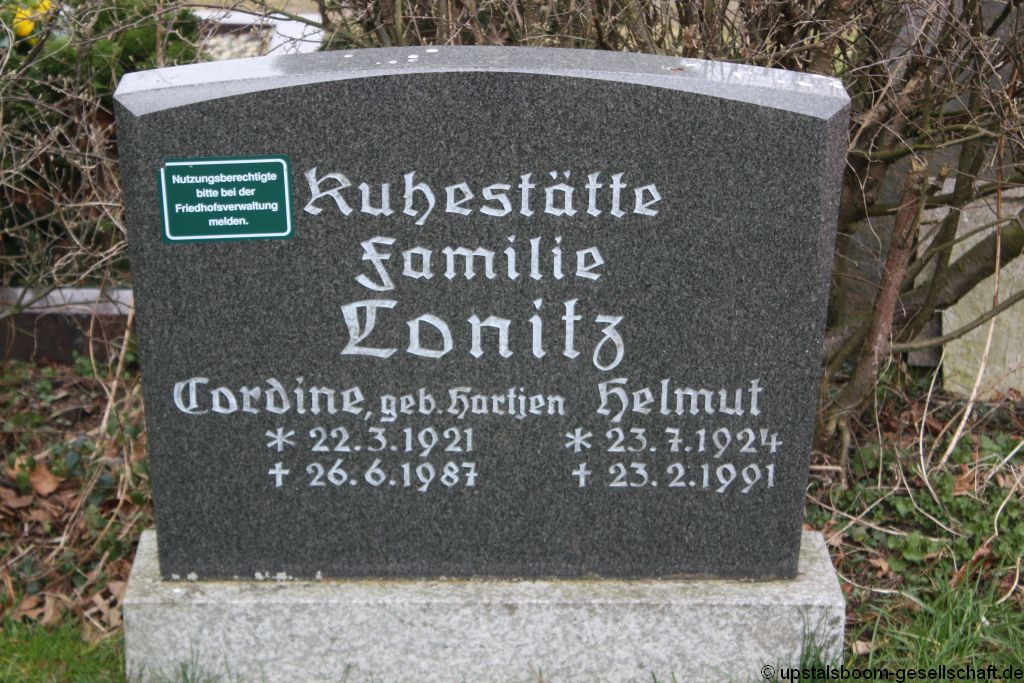 Nutzungsberechtigte
bitte bei der
Friedhofsverwaltung
melden.
Ruhestätte
Familie
Lonitz
Cordine, geb. Hartjen
* 22.3.1921
† 26.6.1987
Helmut
* 23.7.1924
† 23.2.1991
© upstalsboom-gesellschaft.de